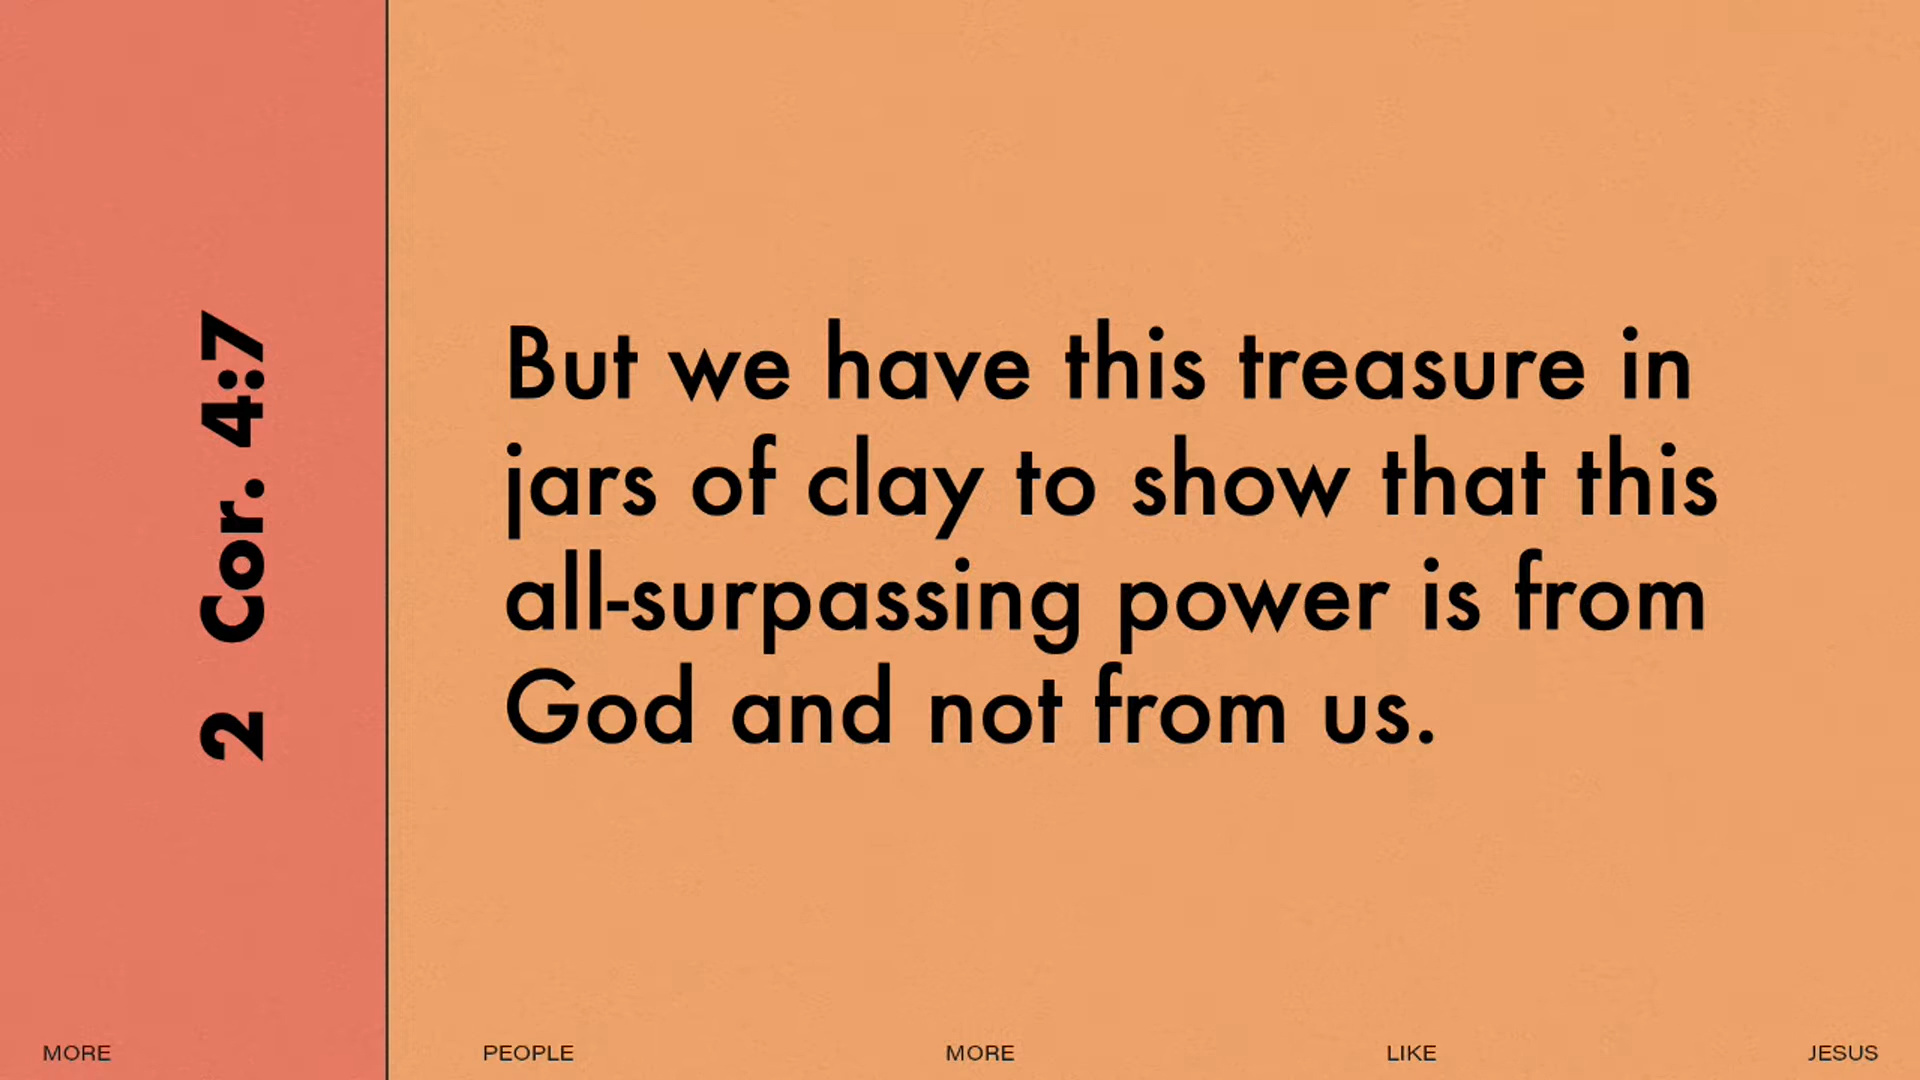 2 Cor. 4:7
But we have this treasure in
jars of clay to show that this
all-surpassing power is from
God and not from us.
MORE PEOPLE MORE LIKE JESUS